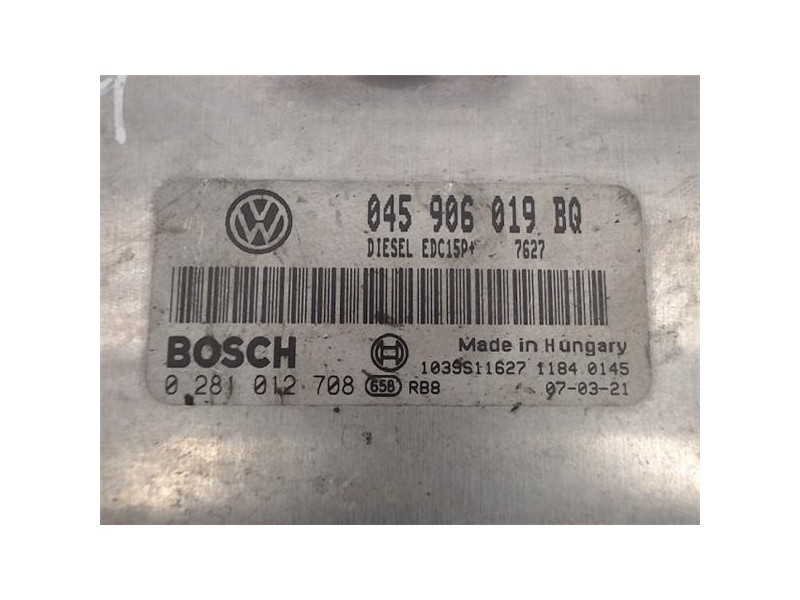 1
VW
045 906 019 BQ
DIESEL EDC15P+ 7627
BOSCH
Made in Hungary
1039S11627 1184 0145
0 281 012 708 658 RB8 07-03-21